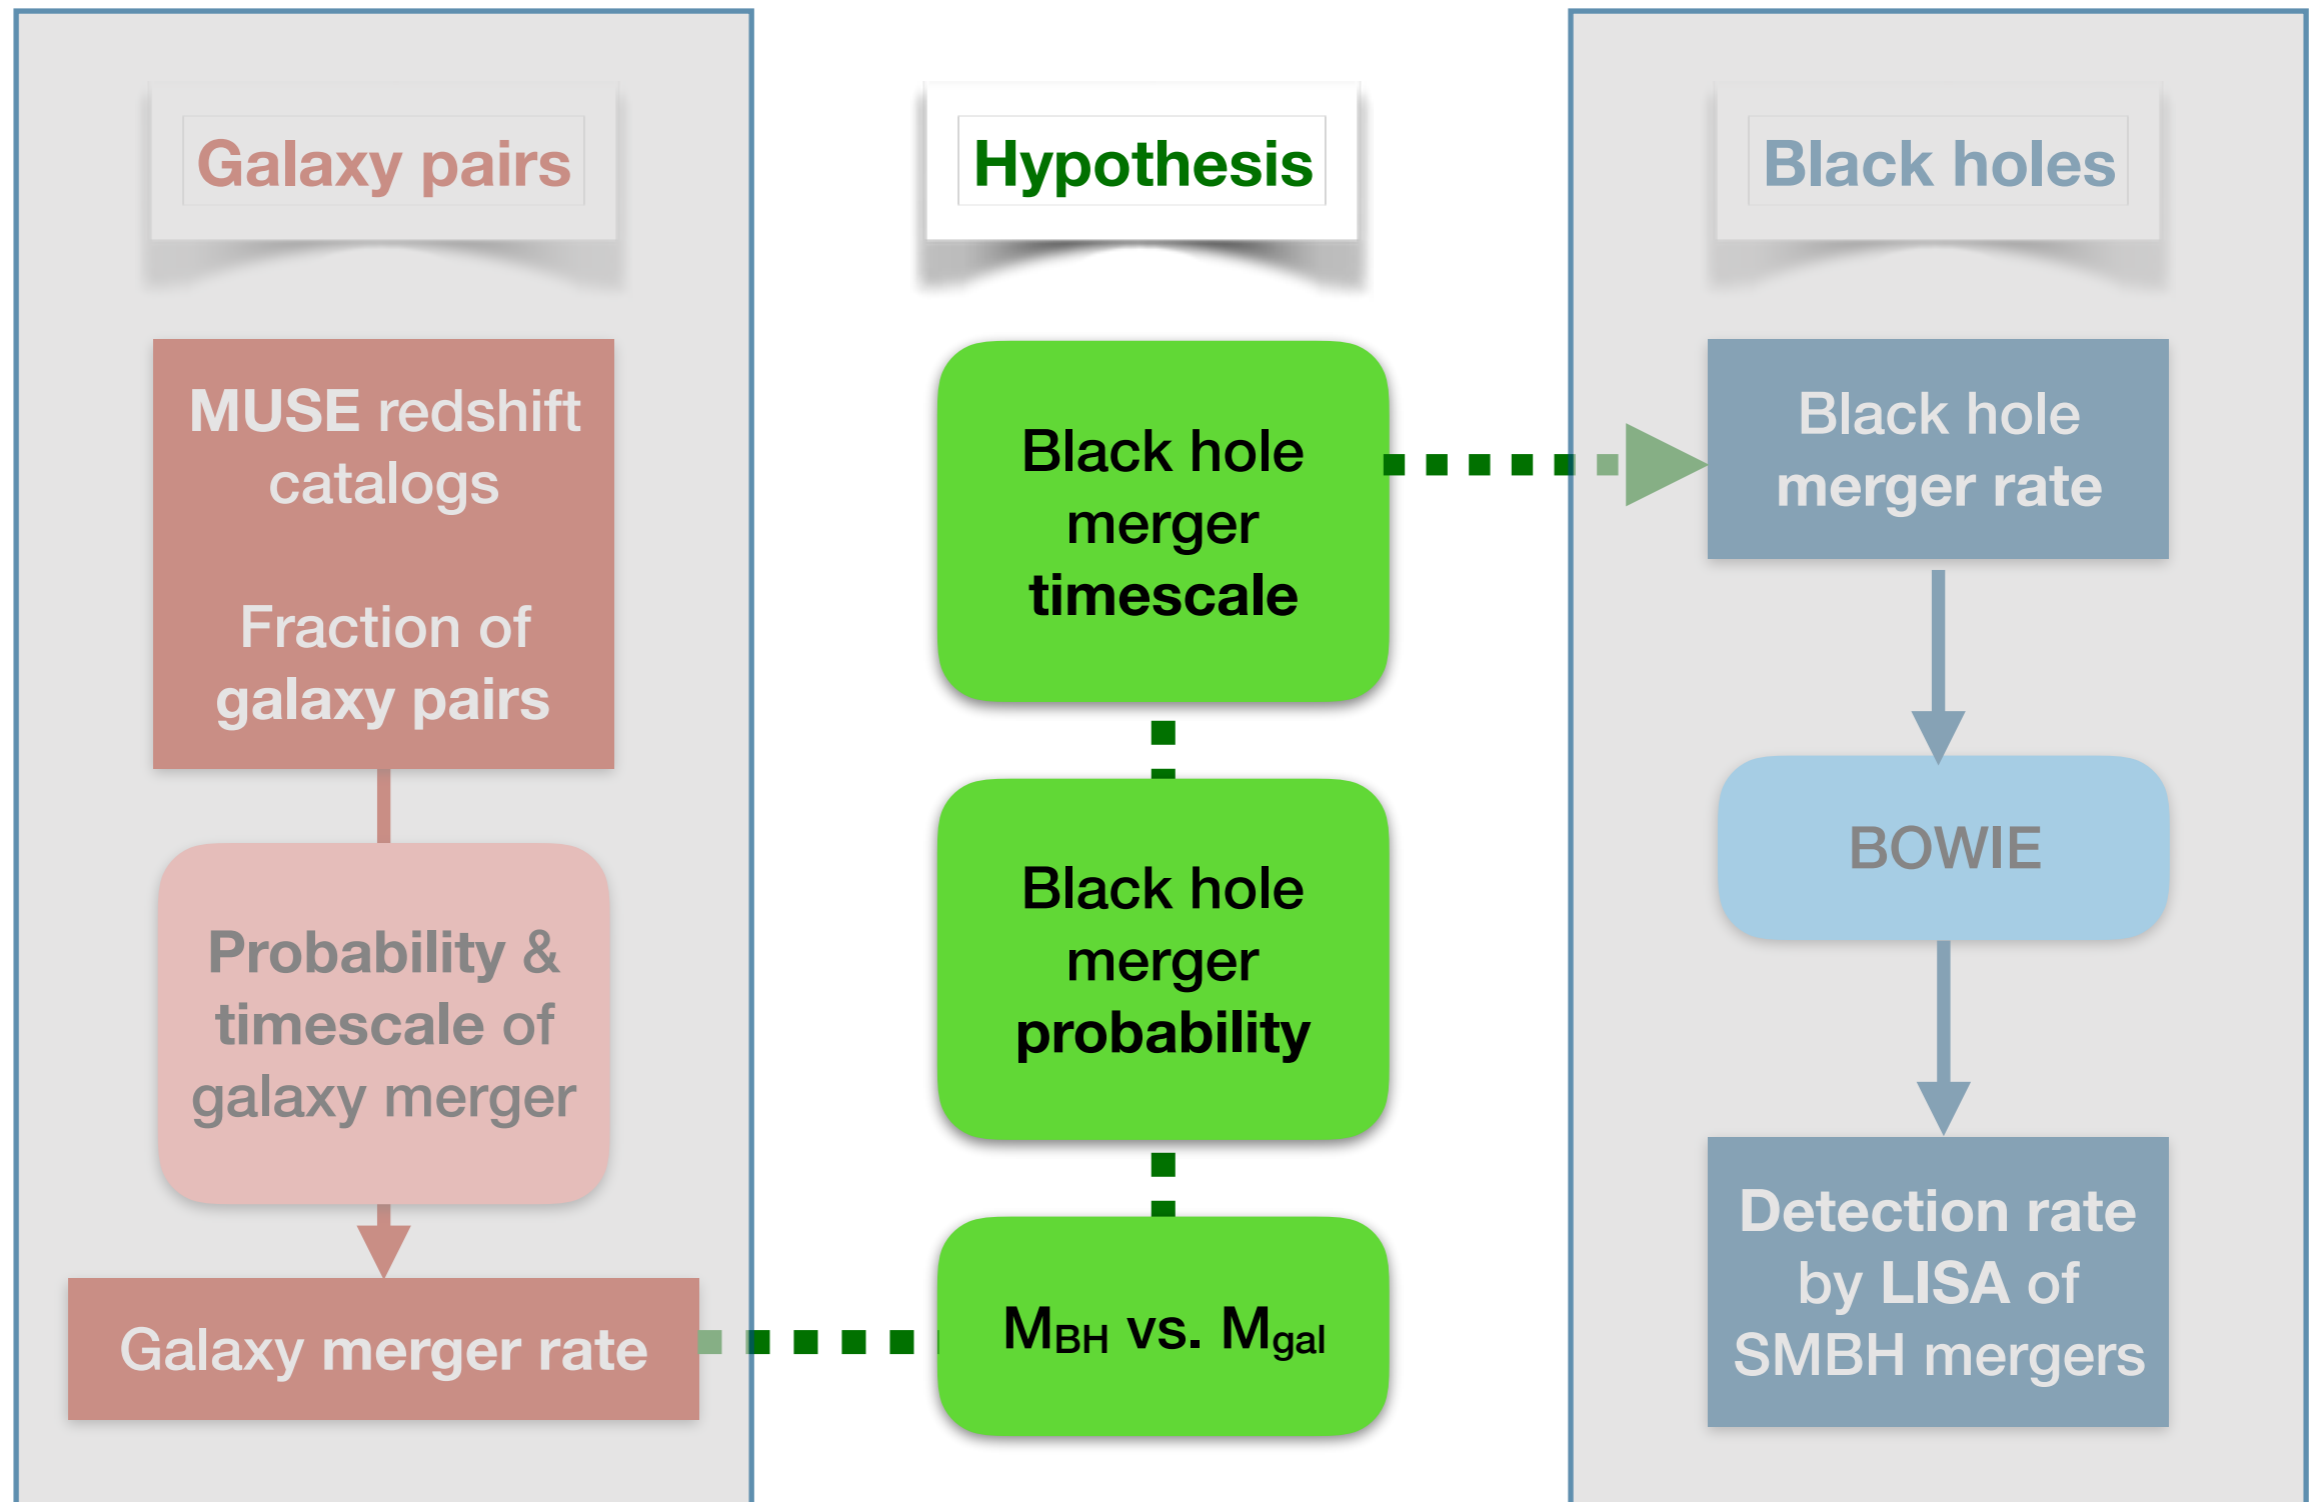 Galaxy pairs
MUSE redshift
catalogs
Fraction of
galaxy pairs
Probability &
timescale of
galaxy merger
Galaxy merger rate
Hypothesis
Black hole
merger
timescale
Black hole
merger
probability
MBH vs. Mgal
Black holes
Black hole
merger rate
BOWIE
Detection rate
by LISA of
SMBH mergers